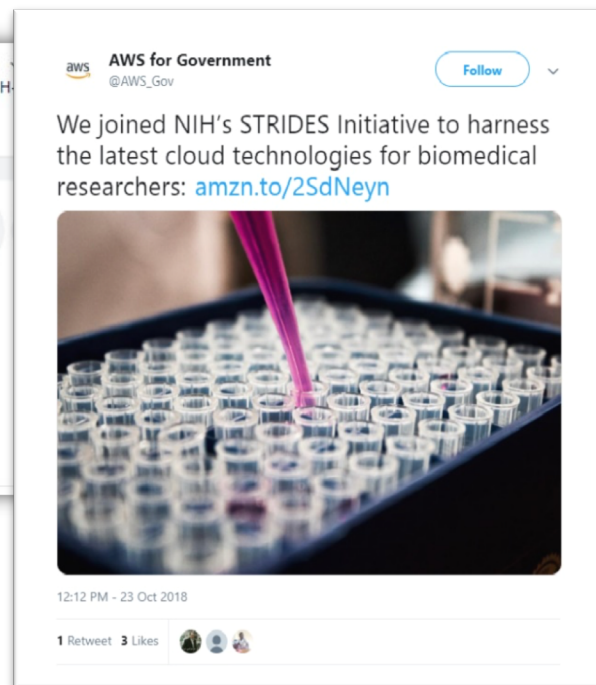 H-
aws
AWS for Government
@AWS_Gov
Follow
We joined NIH's STRIDES Initiative to harness
the latest cloud technologies for biomedical
researchers: amzn.to/2SdNeyn
12:12 PM - 23 Oct 2018
1 Retweet 3 Likes